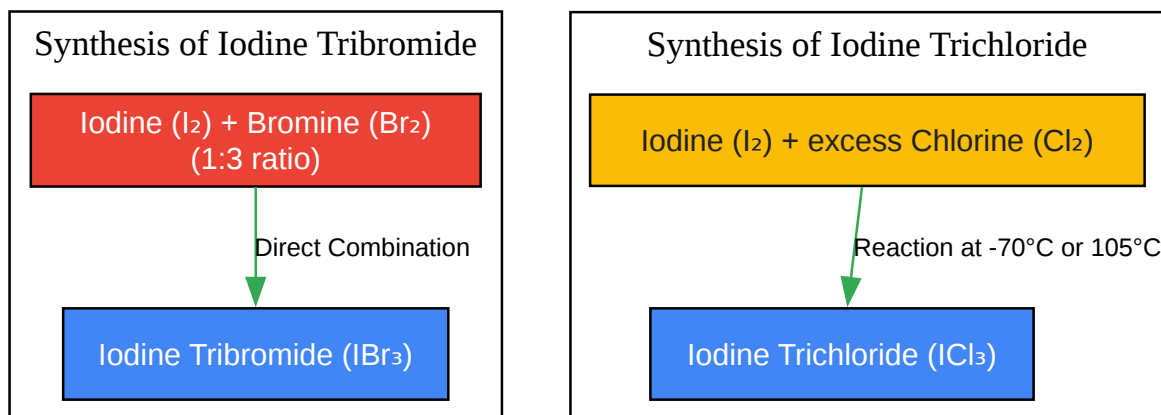 Synthesis of Iodine Tribromide
Iodine (I₂) + Bromine (Br₂)
(1:3 ratio)
Direct Combination
Iodine Tribromide (IBr₃)
Synthesis of Iodine Trichloride
Iodine (I₂) + excess Chlorine (Cl₂)
Reaction at -70°C or 105°C
Iodine Trichloride (ICl₃)